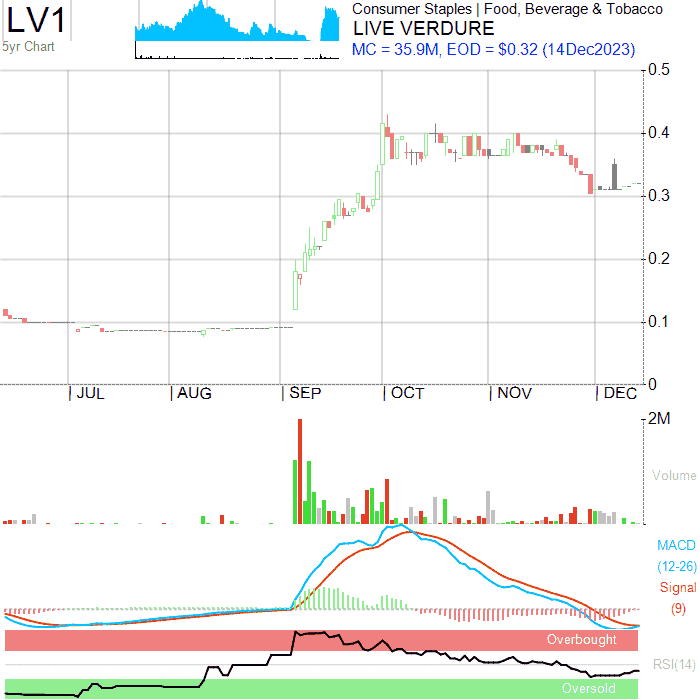 LV1
5yr Chart
Consumer Staples | Food, Beverage & Tobacco
LIVE VERDURE
MC = 35.9M, EOD = $0.32 (14Dec2023)
0.5
0.4
0.3
0.2
0.1
0
JUL
AUG
SEP
OCT
NOV
DEC
2M
Volume
MACD
(12-26)
Signal
(9)
Overbought
RSI(14)
Oversold